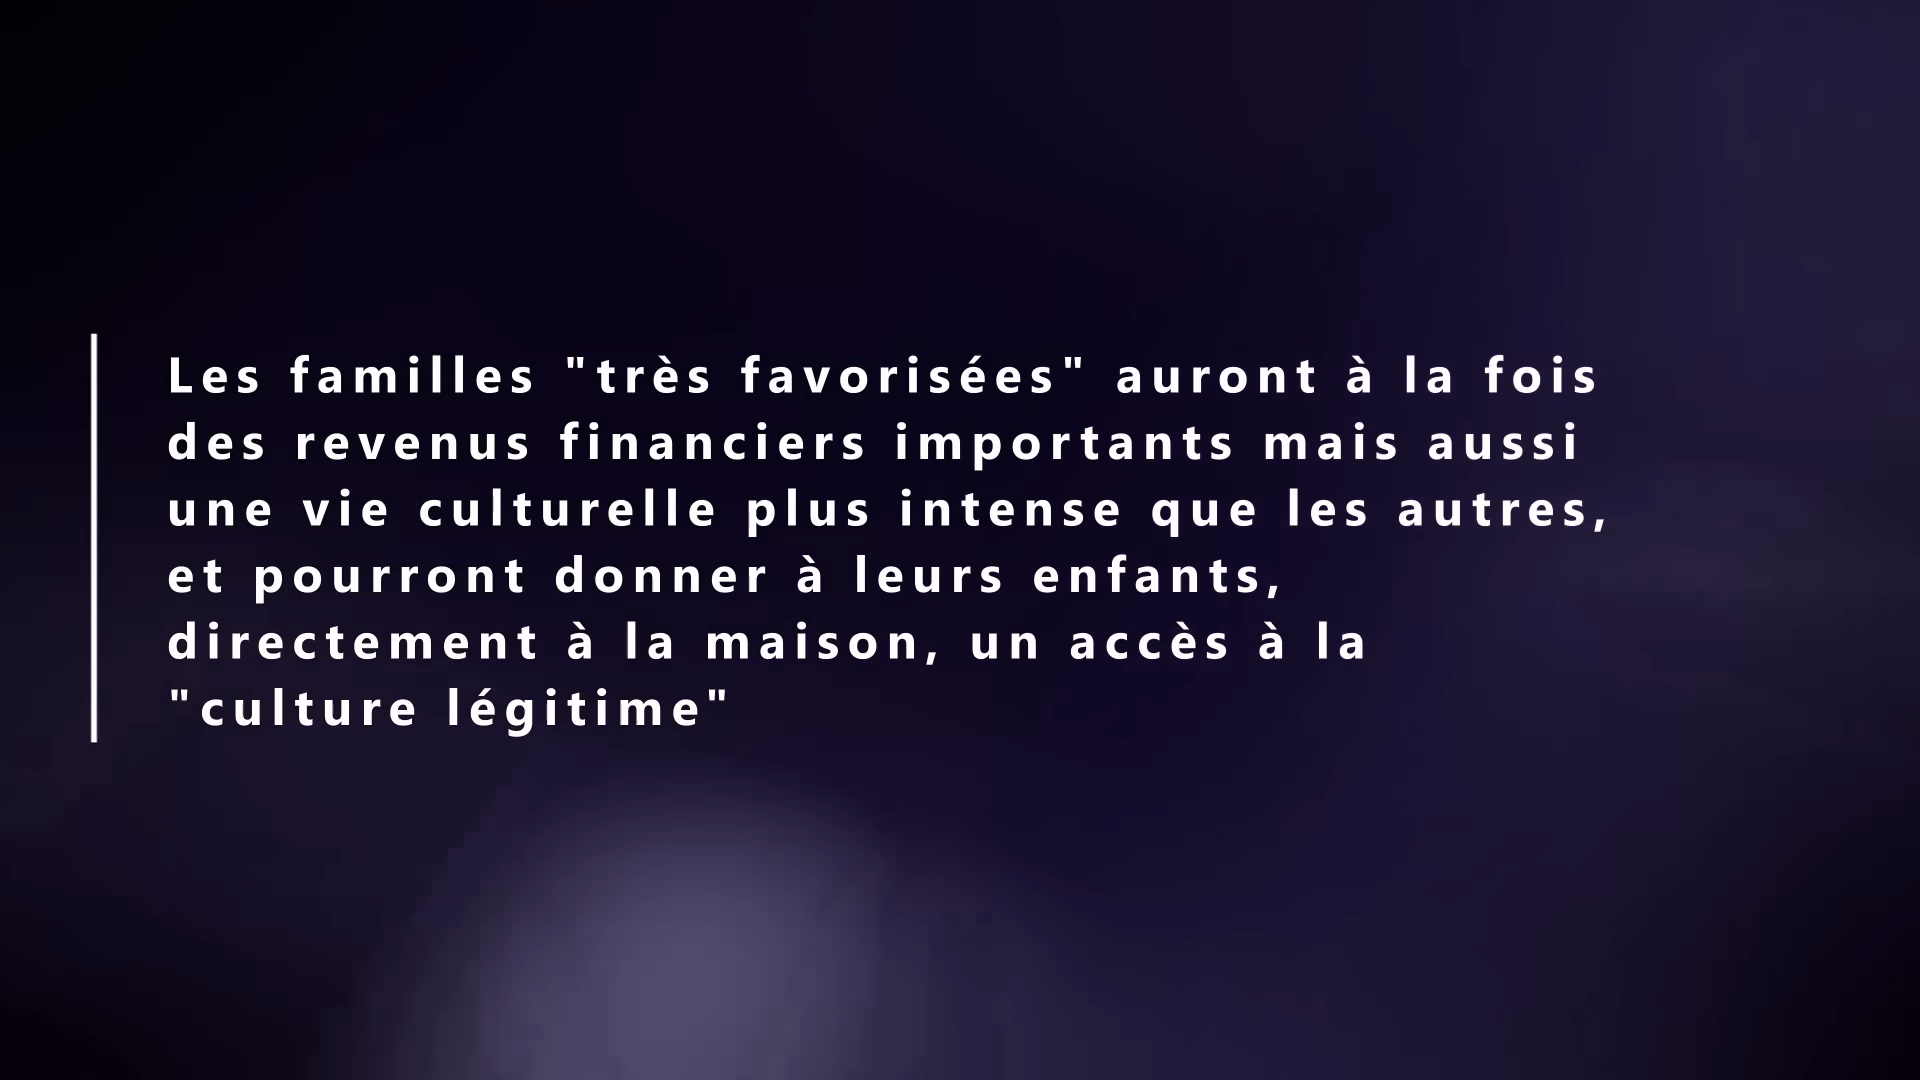 Les familles "très favorisées" auront à la fois
des revenus financiers importants mais aussi
une vie culturelle plus intense que les autres,
et pourront donner à leurs enfants,
directement à la maison, un accès à la
"culture légitime"